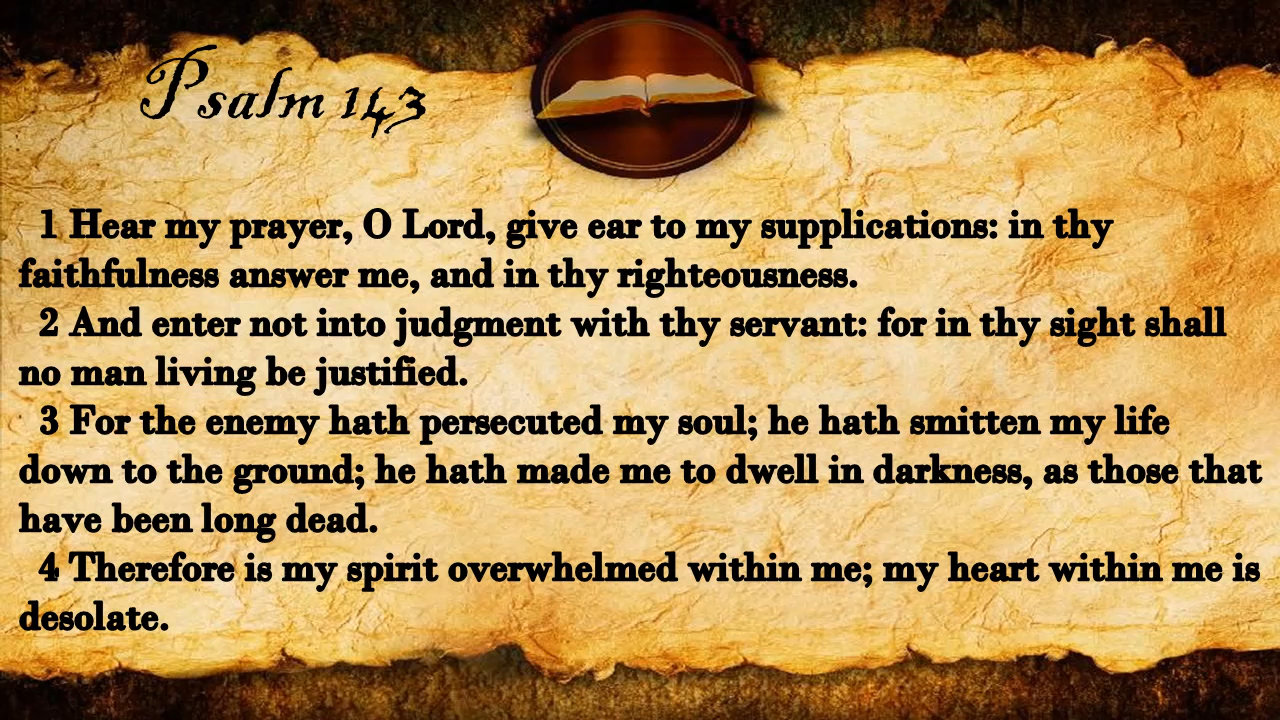 Psalm 143
1 Hear my prayer, O Lord, give ear to my supplications: in thy
faithfulness answer me, and in thy righteousness.
2 And enter not into judgment with thy servant: for in thy sight shall
no man living be justified.
3 For the enemy hath persecuted my soul; he hath smitten my life
down to the ground; he hath made me to dwell in darkness, as those that
have been long dead.
4 Therefore is my spirit overwhelmed within me; my heart within me is
desolate.